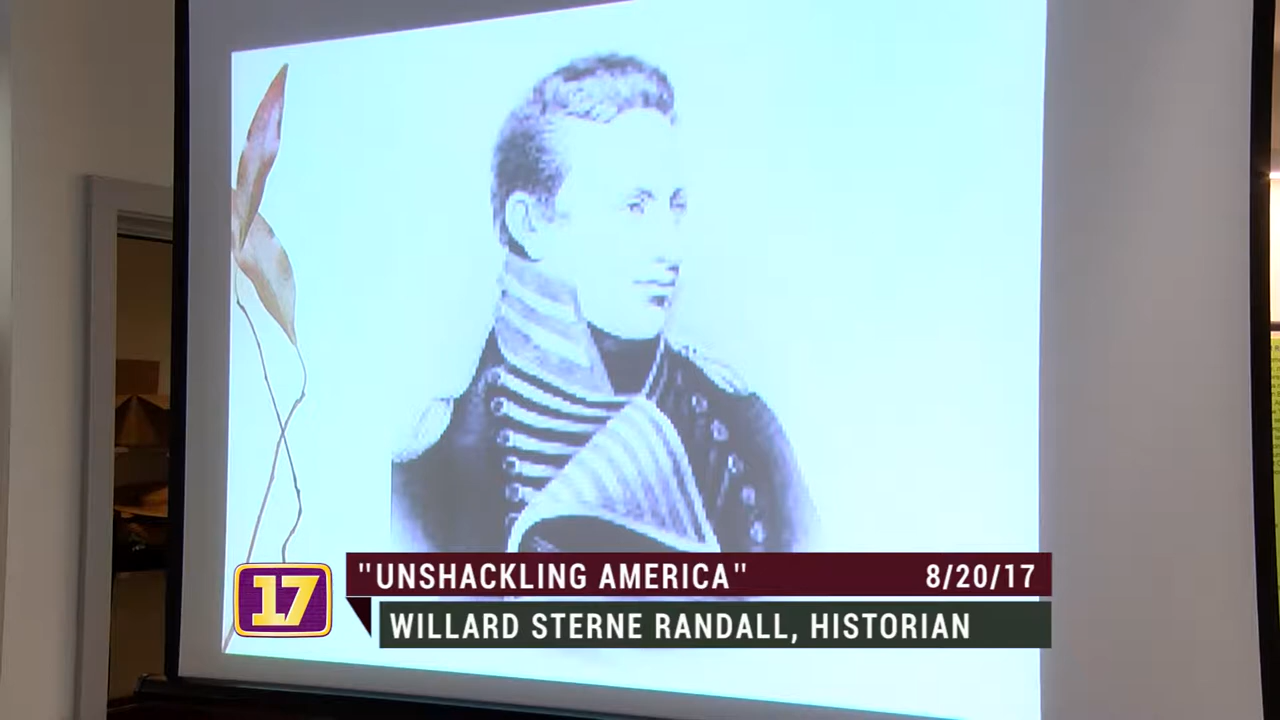 "UNSHACKLING AMERICA" 8/20/17
17 WILLARD STERNE RANDALL, HISTORIAN